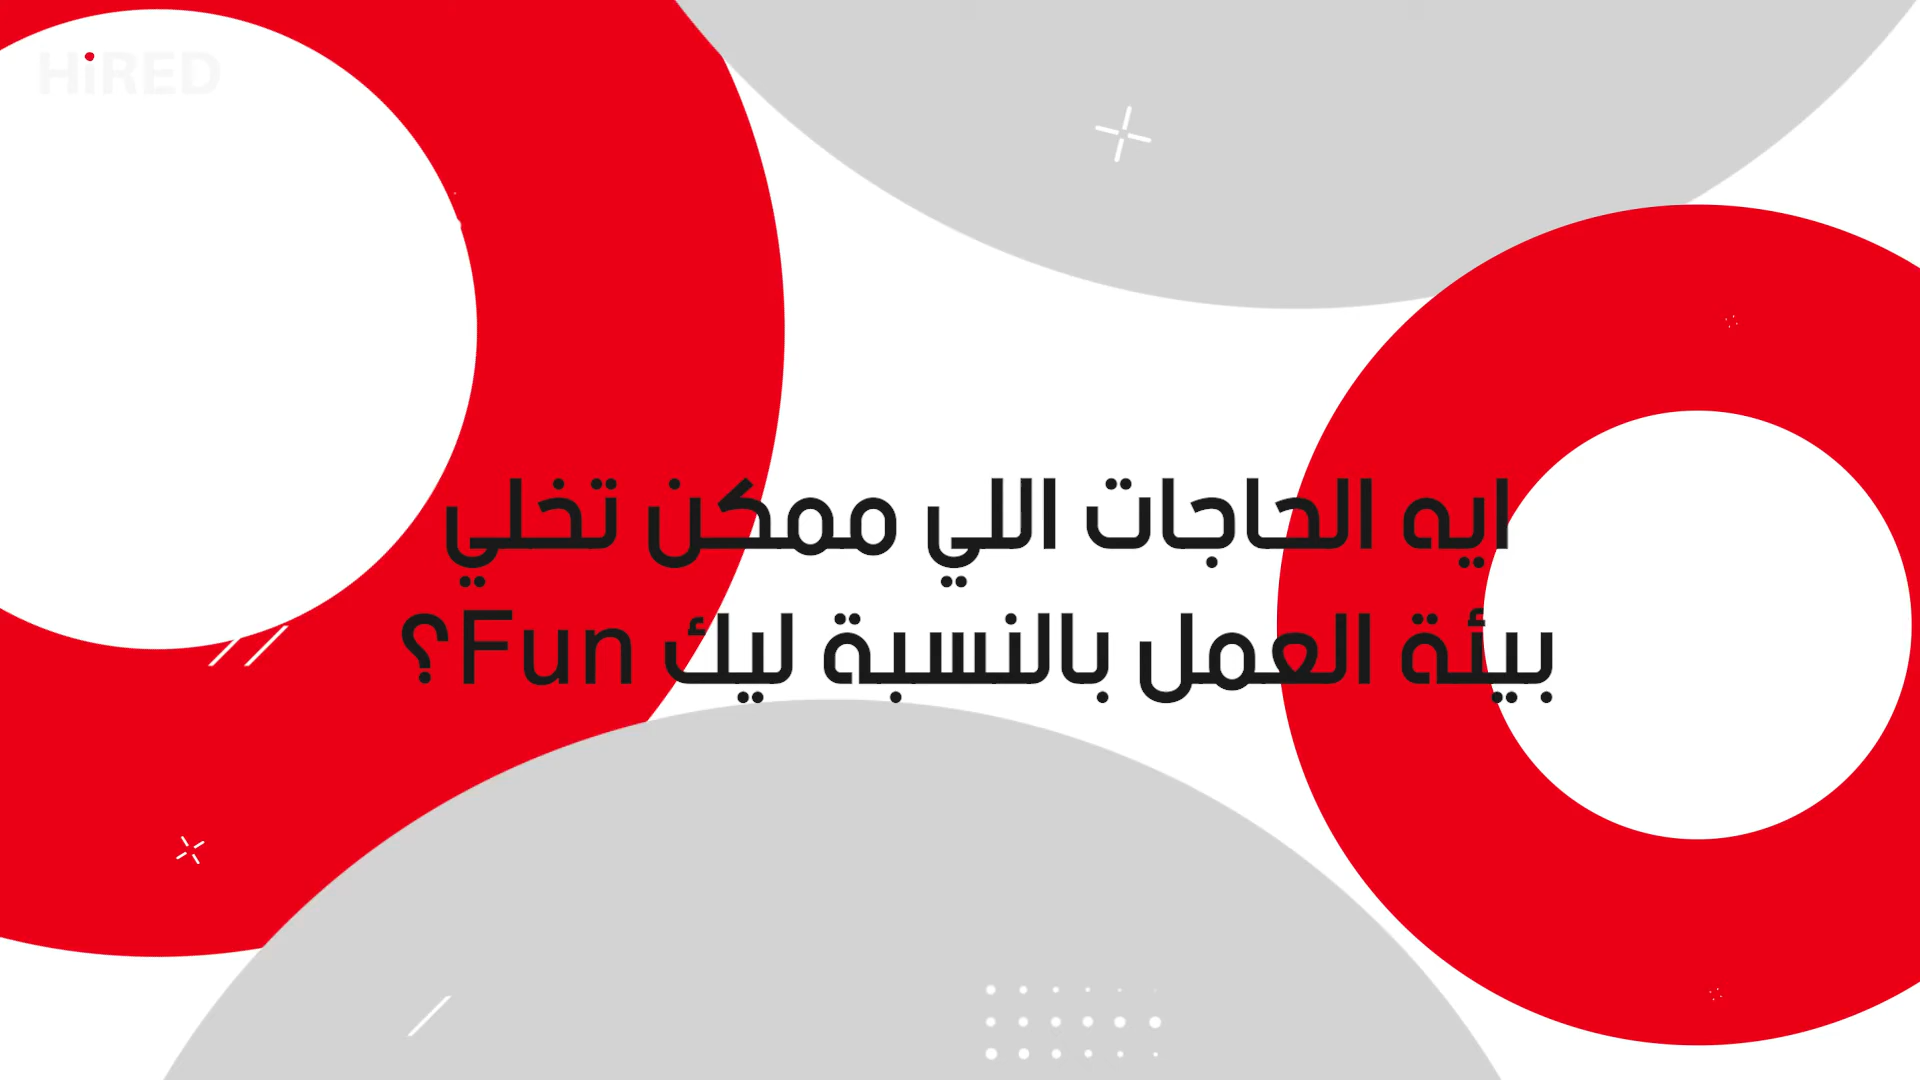 HiRED
ايه الحاجات اللي ممكن تخلي
بيئة العمل بالنسبة ليك Fun؟